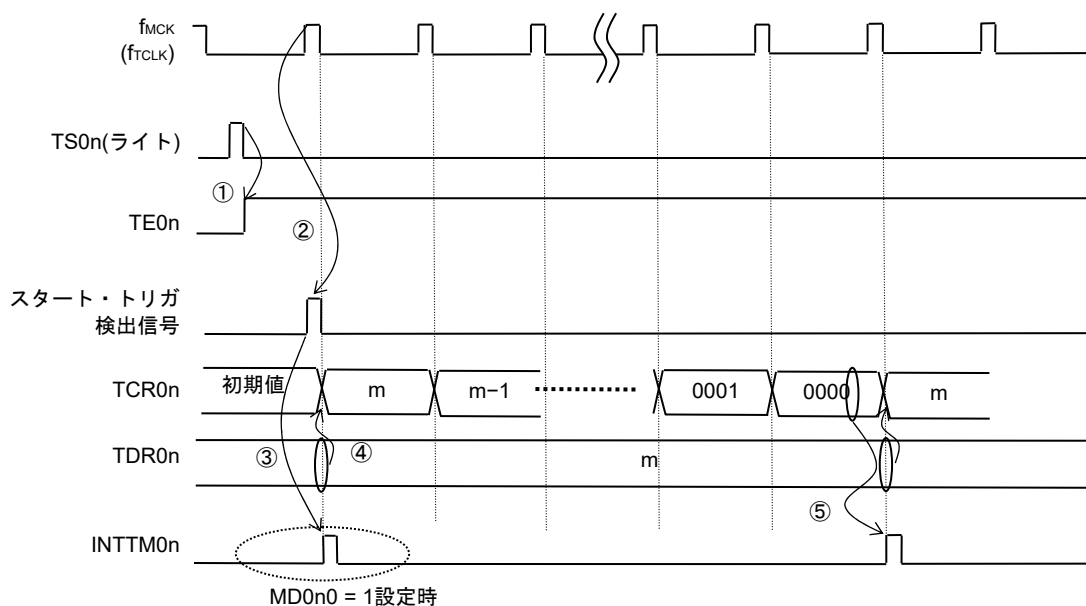 fMCK
(fTCLK)
TS0n(ライト)
①
TE0n
②
スタート・トリガ
検出信号
TCR0n
初期値
m
m−1
0001
0000
m
③
④
TDR0n
m
⑤
INTTM0n
MD0n0 = 1設定時